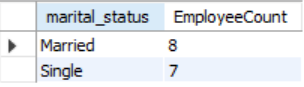 marital_status EmployeeCount
Married 8
Single 7